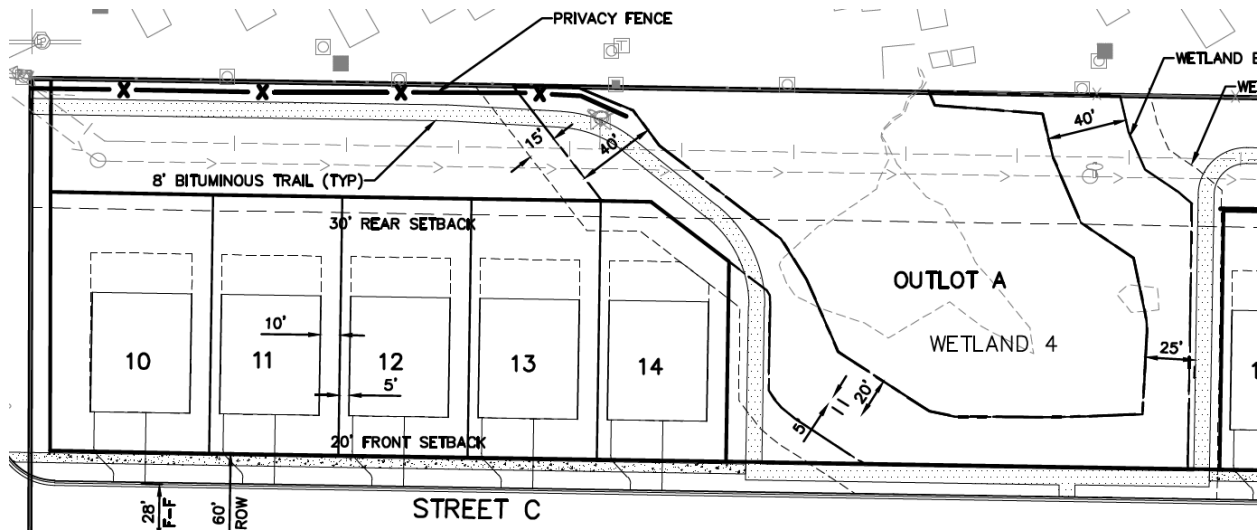 PRIVACY FENCE
WETLAND
40'
15'
40'
8' BITUMINOUS TRAIL (TYP)
30' REAR SETBACK
OUTLOT A
WETLAND 4
10'
10
11
12
13
14
25'
5'
20'
5'
20' FRONT SETBACK
STREET C
28'
F-F
60'
ROW